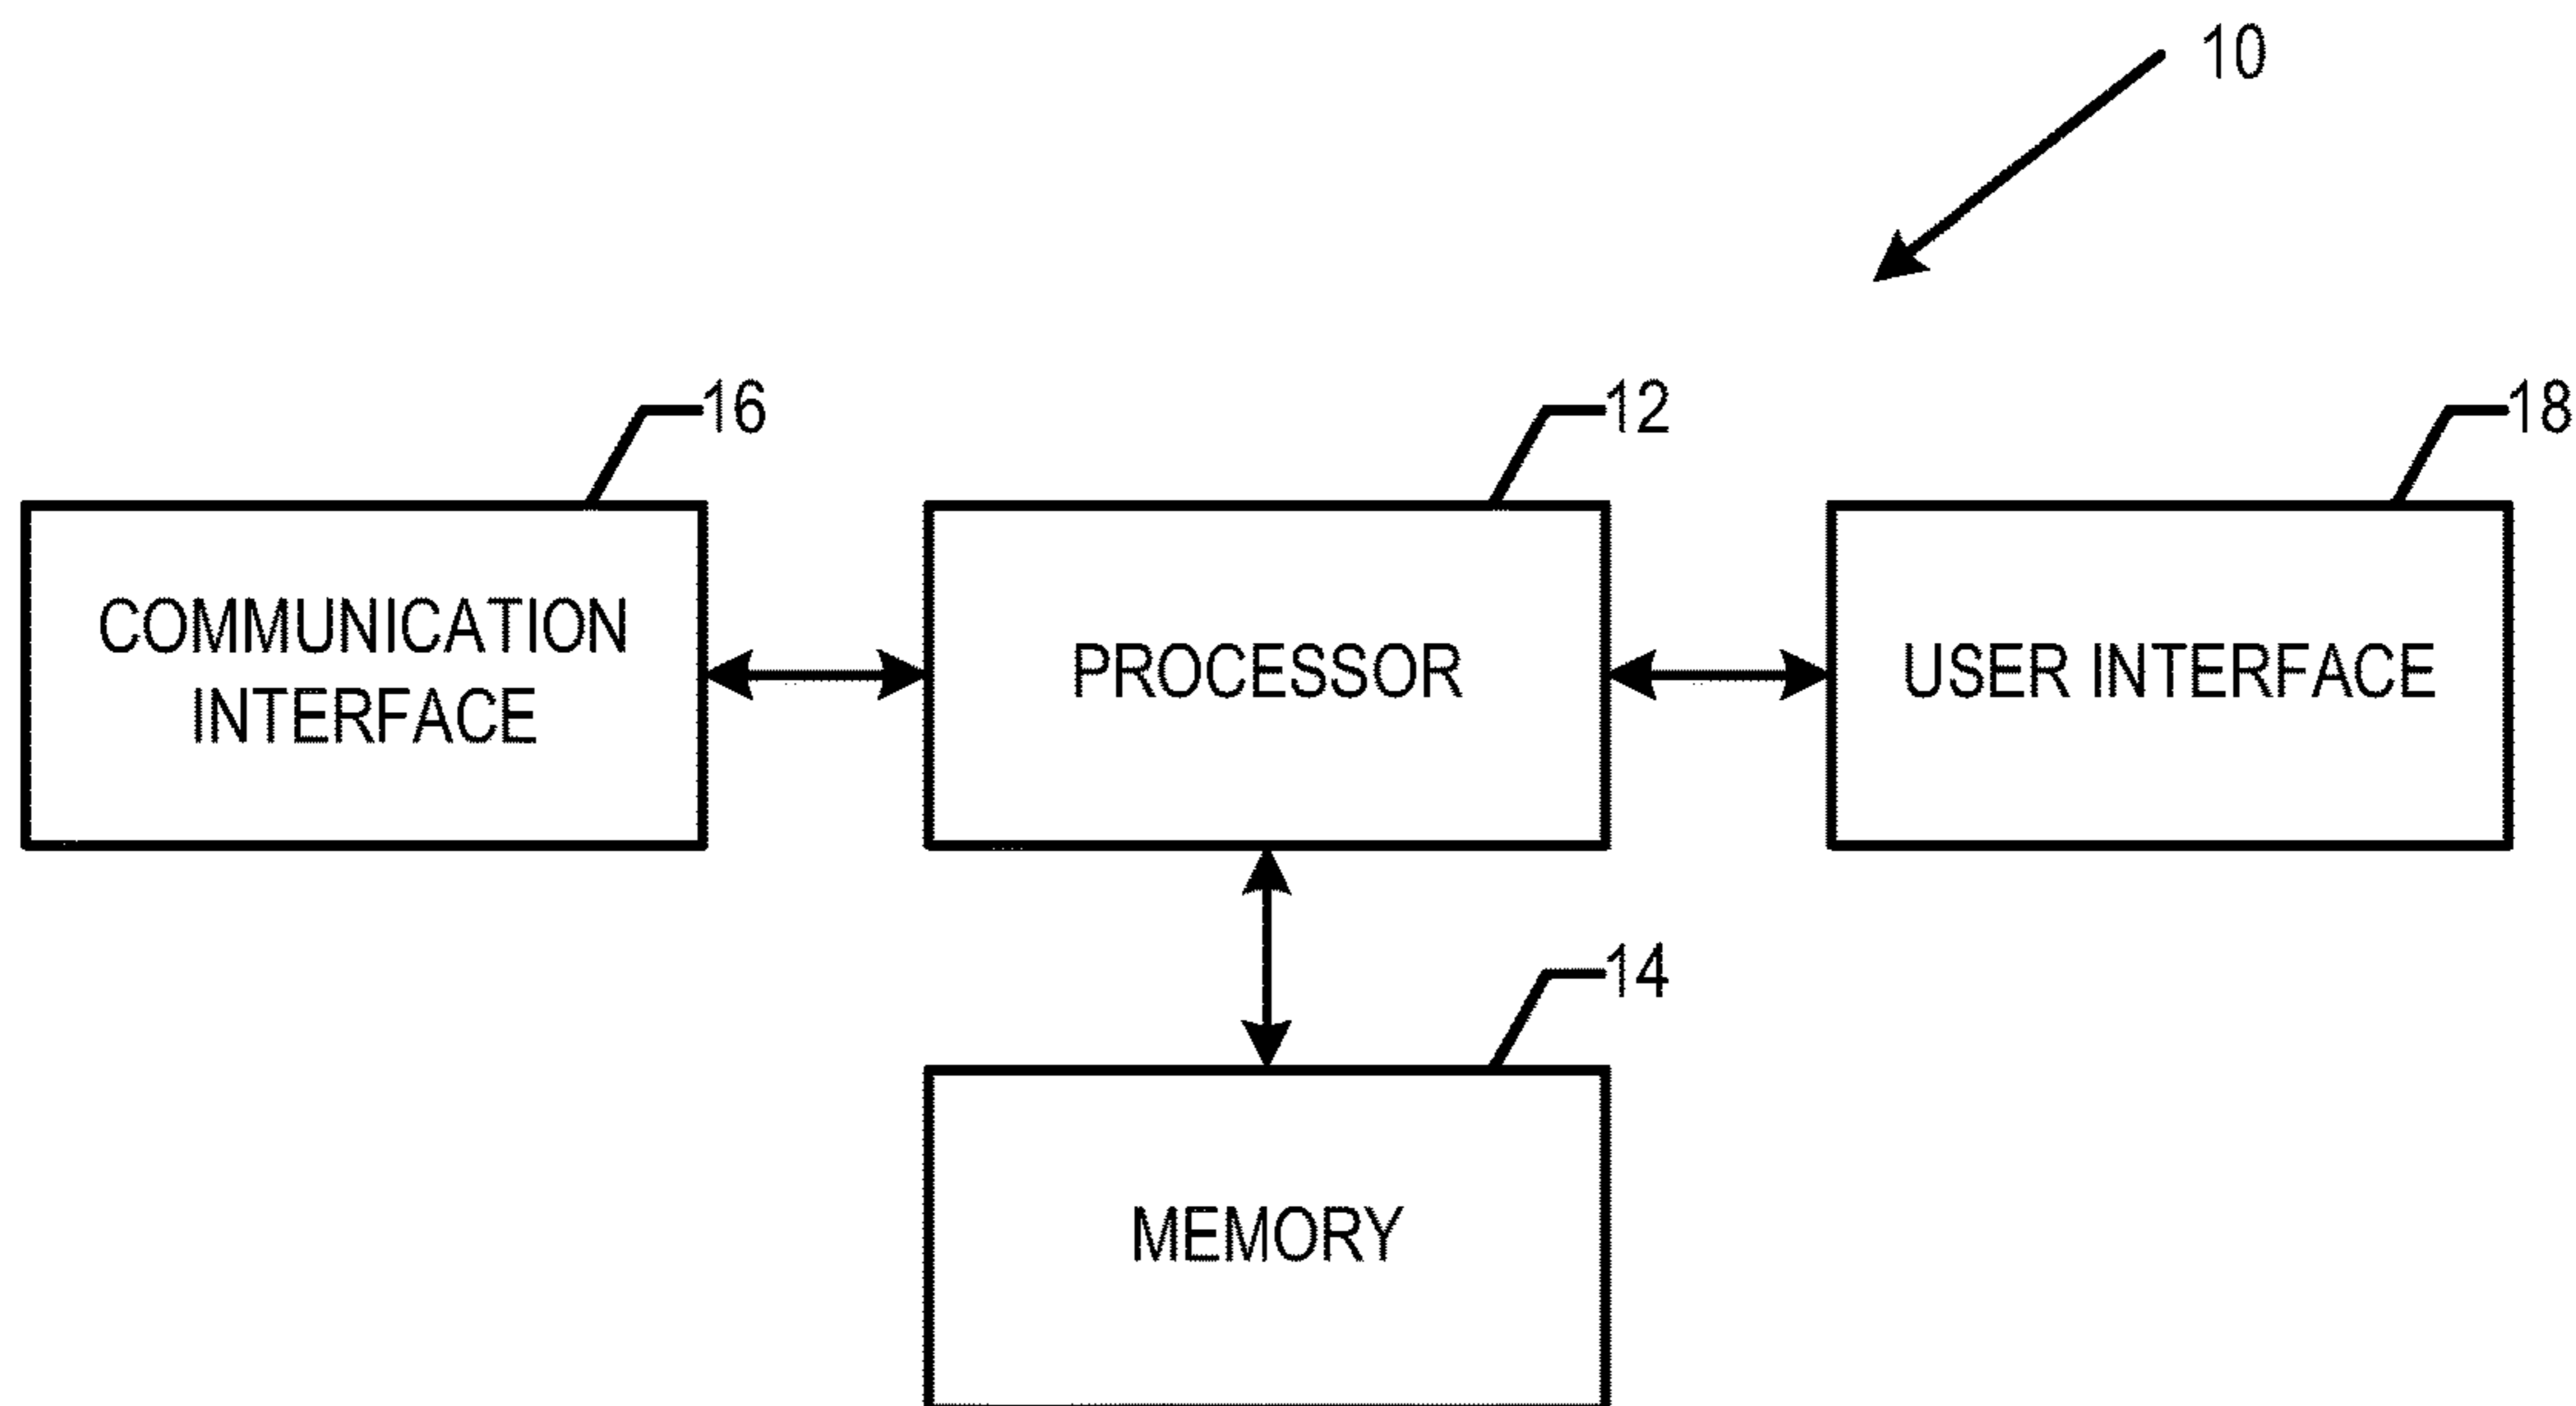 10
16
12
18
COMMUNICATION
INTERFACE
PROCESSOR
USER INTERFACE
14
MEMORY